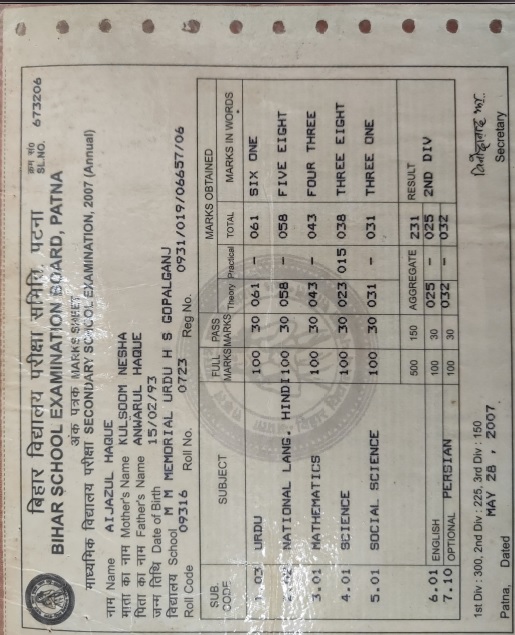 बिहार विद्यालय परीक्षा समिति, पटना
क्रम सं०
BIHAR SCHOOL EXAMINATION BOARD, PATNA
SL.NO. 673206
अंक पत्रक MARKS SHEET
माध्यमिक विद्यालय परीक्षा SECONDARY SCHOOL EXAMINATION, 2007 (Annual)
नाम Name AIJAZUL HAQUE
माता का नाम Mother's Name KULSOOM NESHA
पिता का नाम Father's Name ANWARUL HAQUE
जन्म तिथि Date of Birth 15/02/93
विद्यालय School M M MEMORIAL URDU H S GOPALGANJ
Roll Code 09316 Roll No. 0723 Reg No. 0931/019/06657/06
SUB. CODE SUBJECT FULL MARKS PASS MARKS MARKS OBTAINED
Theory Practical TOTAL MARKS IN WORDS
1.03 URDU 100 30 061 - 061 SIX ONE
2.02 NATIONAL LANG. HINDI 100 30 058 - 058 FIVE EIGHT
3.01 MATHEMATICS 100 30 043 - 043 FOUR THREE
4.01 SCIENCE 100 30 023 015 038 THREE EIGHT
5.01 SOCIAL SCIENCE 100 30 031 - 031 THREE ONE
500 150 AGGREGATE 231 RESULT
6.01 ENGLISH 100 30 025 - 025 2ND DIV
7.10 OPTIONAL PERSIAN 100 30 032 - 032
1st Div : 300, 2nd Div : 225, 3rd Div : 150
Patna, Dated MAY 28, 2007.
Secretary